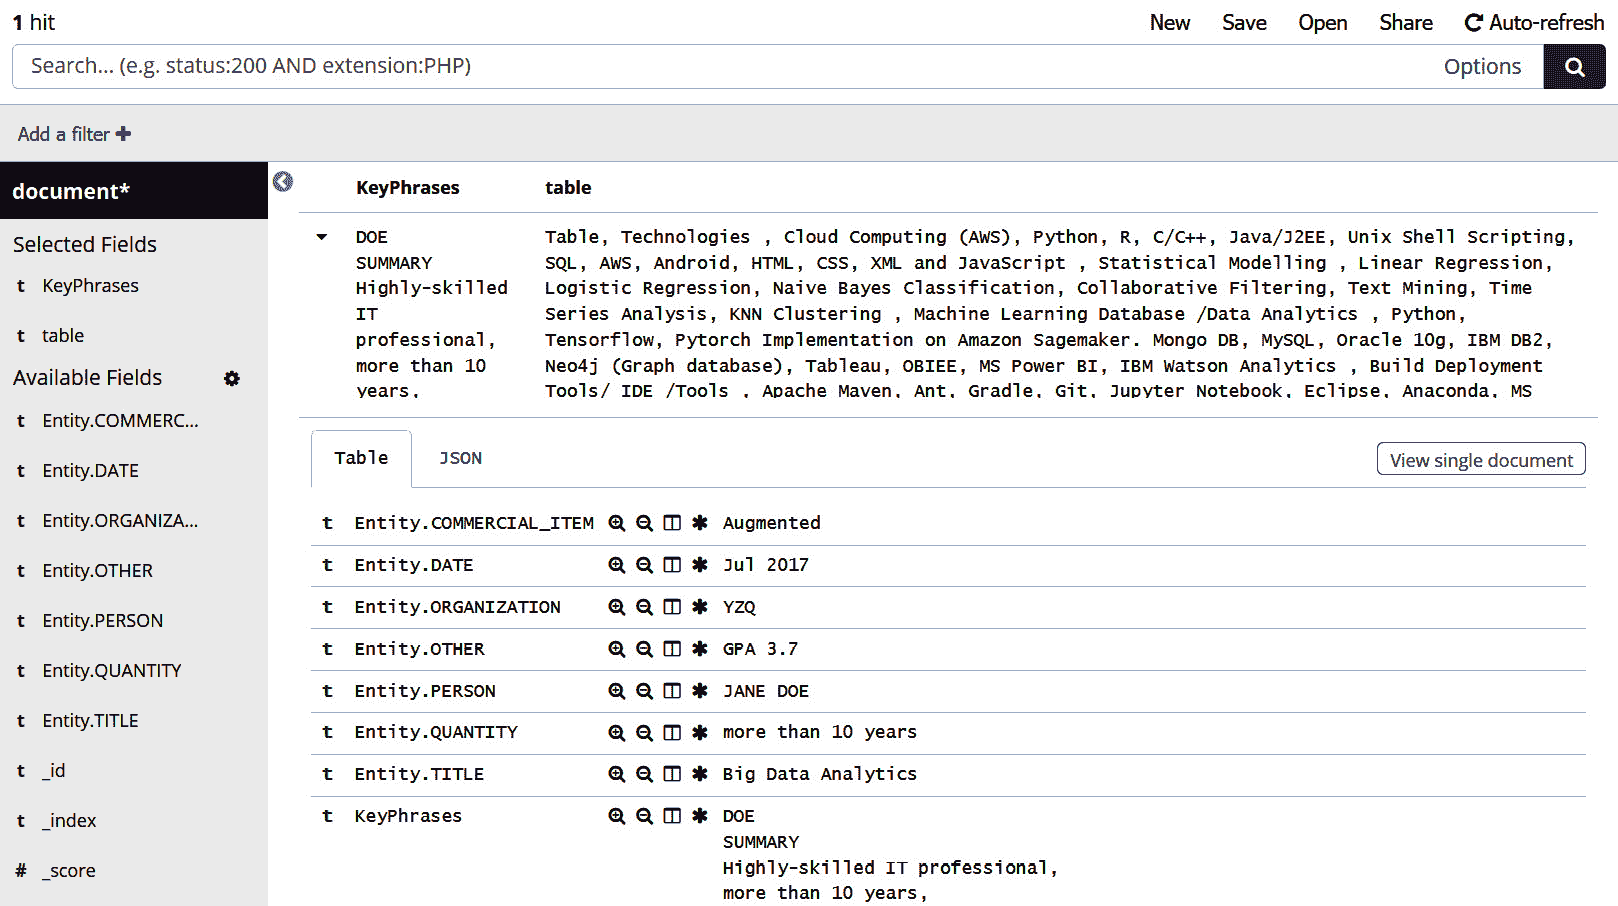 1 hit New Save Open Share Auto-refresh
Search... (e.g. status:200 AND extension:PHP) Options
Add a filter
document*
Selected Fields
t KeyPhrases
t table
Available Fields
t Entity.COMMERC...
t Entity.DATE
t Entity.ORGANIZA...
t Entity.OTHER
t Entity.PERSON
t Entity.QUANTITY
t Entity.TITLE
t _id
t _index
# _score
KeyPhrases table
DOE
SUMMARY
Highly-skilled
IT
professional,
more than 10
years,
Table, Technologies , Cloud Computing (AWS), Python, R, C/C++, Java/J2EE, Unix Shell Scripting,
SQL, AWS, Android, HTML, CSS, XML and JavaScript , Statistical Modelling , Linear Regression,
Logistic Regression, Naive Bayes Classification, Collaborative Filtering, Text Mining, Time
Series Analysis, KNN Clustering , Machine Learning Database /Data Analytics , Python,
Tensorflow, Pytorch Implementation on Amazon Sagemaker. Mongo DB, MySQL, Oracle 10g, IBM DB2,
Neo4j (Graph database), Tableau, OBIEE, MS Power BI, IBM Watson Analytics , Build Deployment
Tools/ IDE /Tools , Apache Maven, Ant, Gradle, Git, Jupyter Notebook, Eclipse, Anaconda, MS
Table JSON View single document
t Entity.COMMERCIAL_ITEM Augmented
t Entity.DATE Jul 2017
t Entity.ORGANIZATION YZQ
t Entity.OTHER GPA 3.7
t Entity.PERSON JANE DOE
t Entity.QUANTITY more than 10 years
t Entity.TITLE Big Data Analytics
t KeyPhrases DOE
SUMMARY
Highly-skilled IT professional,
more than 10 years,